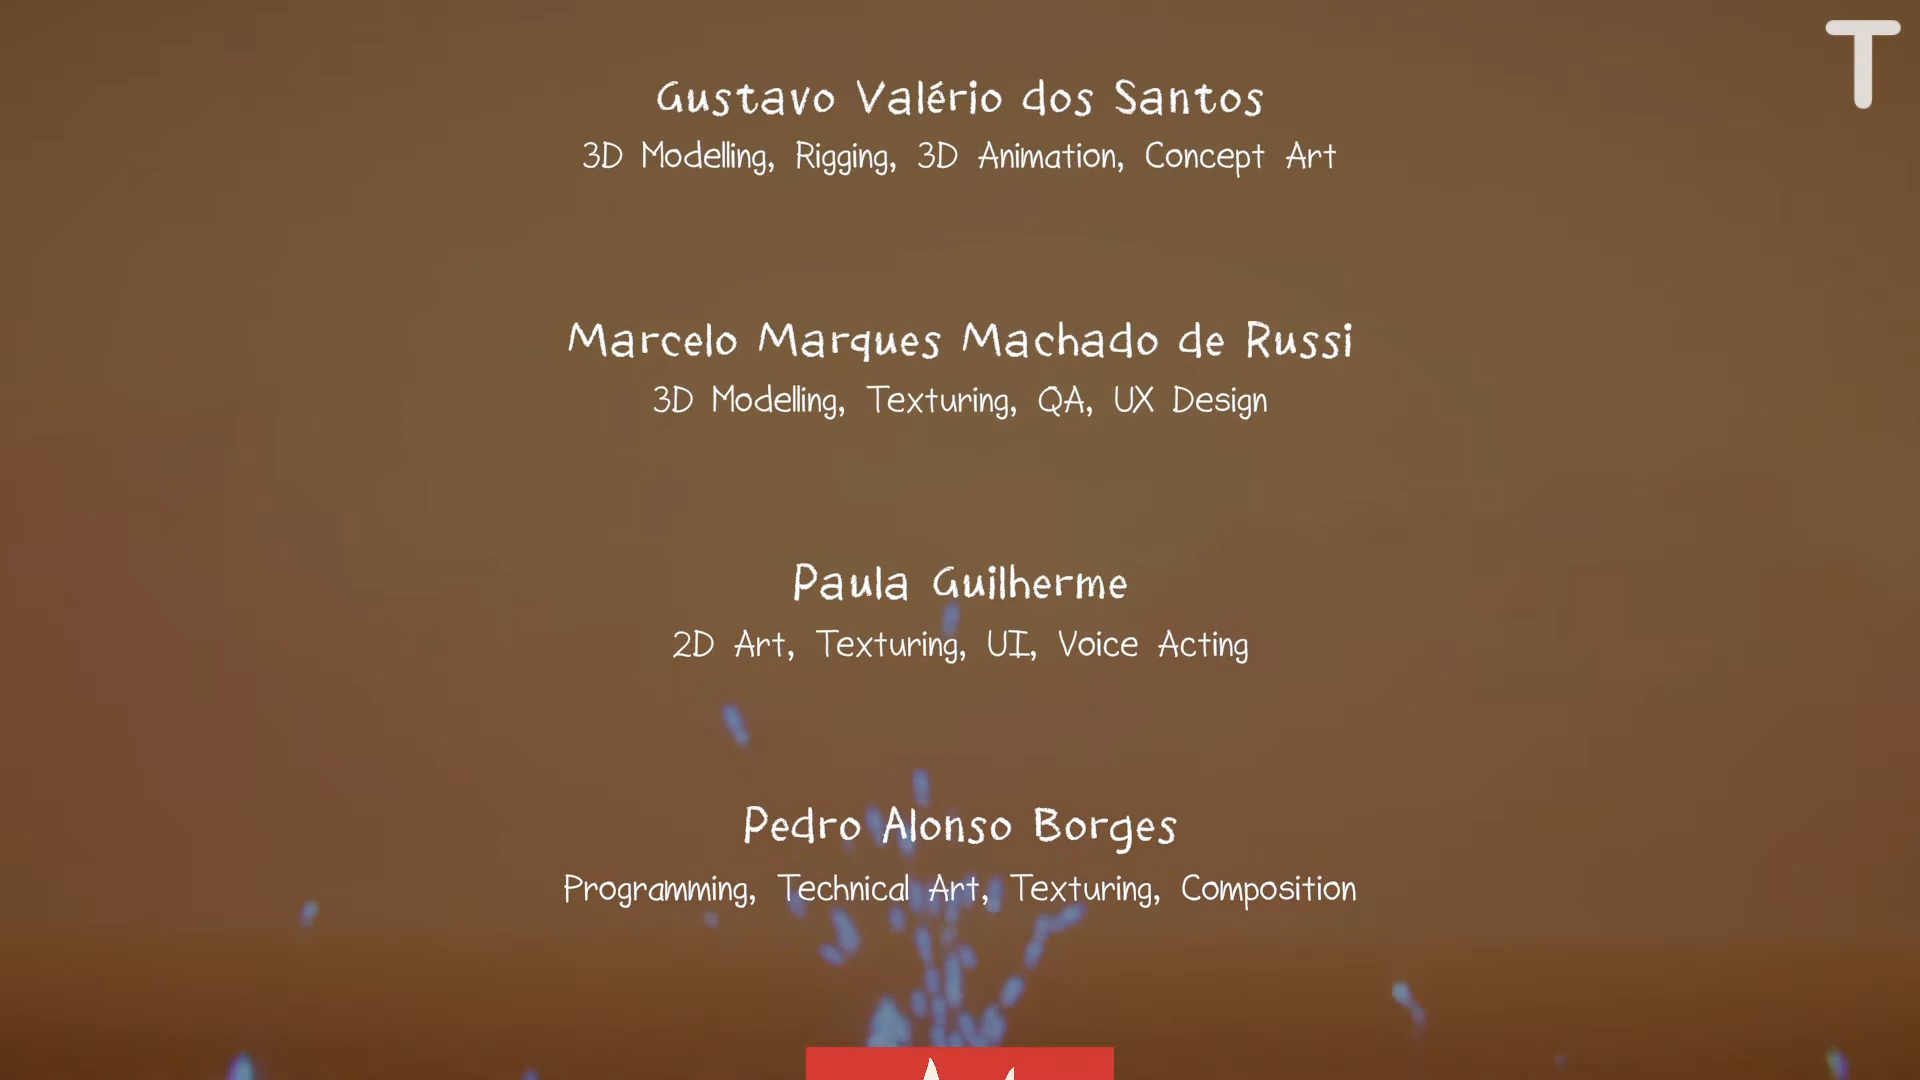 T
Gustavo Valério dos Santos
3D Modelling, Rigging, 3D Animation, Concept Art
Marcelo Marques Machado de Russi
3D Modelling, Texturing, QA, UX Design
Paula Guilherme
2D Art, Texturing, UI, Voice Acting
Pedro Alonso Borges
Programming, Technical Art, Texturing, Composition